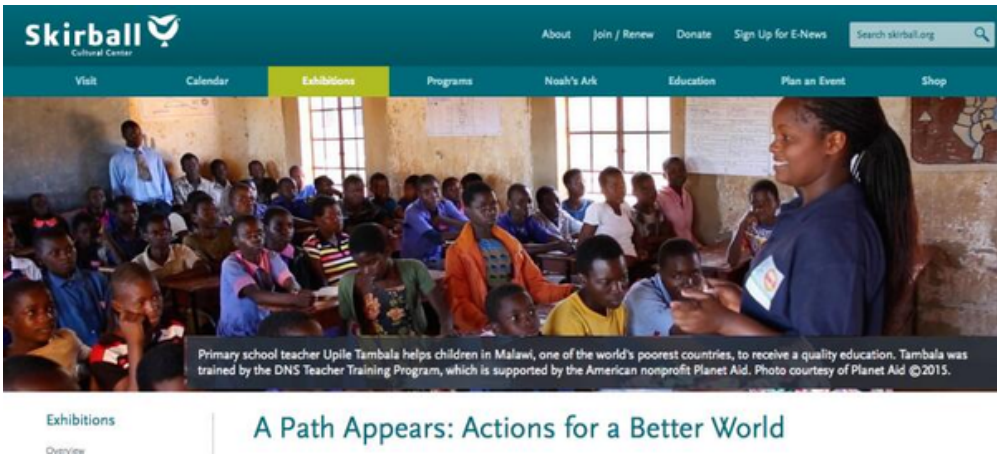 Skirball
Cultural Center
About Join / Renew Donate Sign Up for E-News Search skirball.org
Visit Calendar Exhibitions Programs Noah's Ark Education Plan an Event Shop
Primary school teacher Upile Tambala helps children in Malawi, one of the world's poorest countries, to receive a quality education. Tambala was
trained by the DNS Teacher Training Program, which is supported by the American nonprofit Planet Aid. Photo courtesy of Planet Aid ©2015.
Exhibitions
Overview
A Path Appears: Actions for a Better World